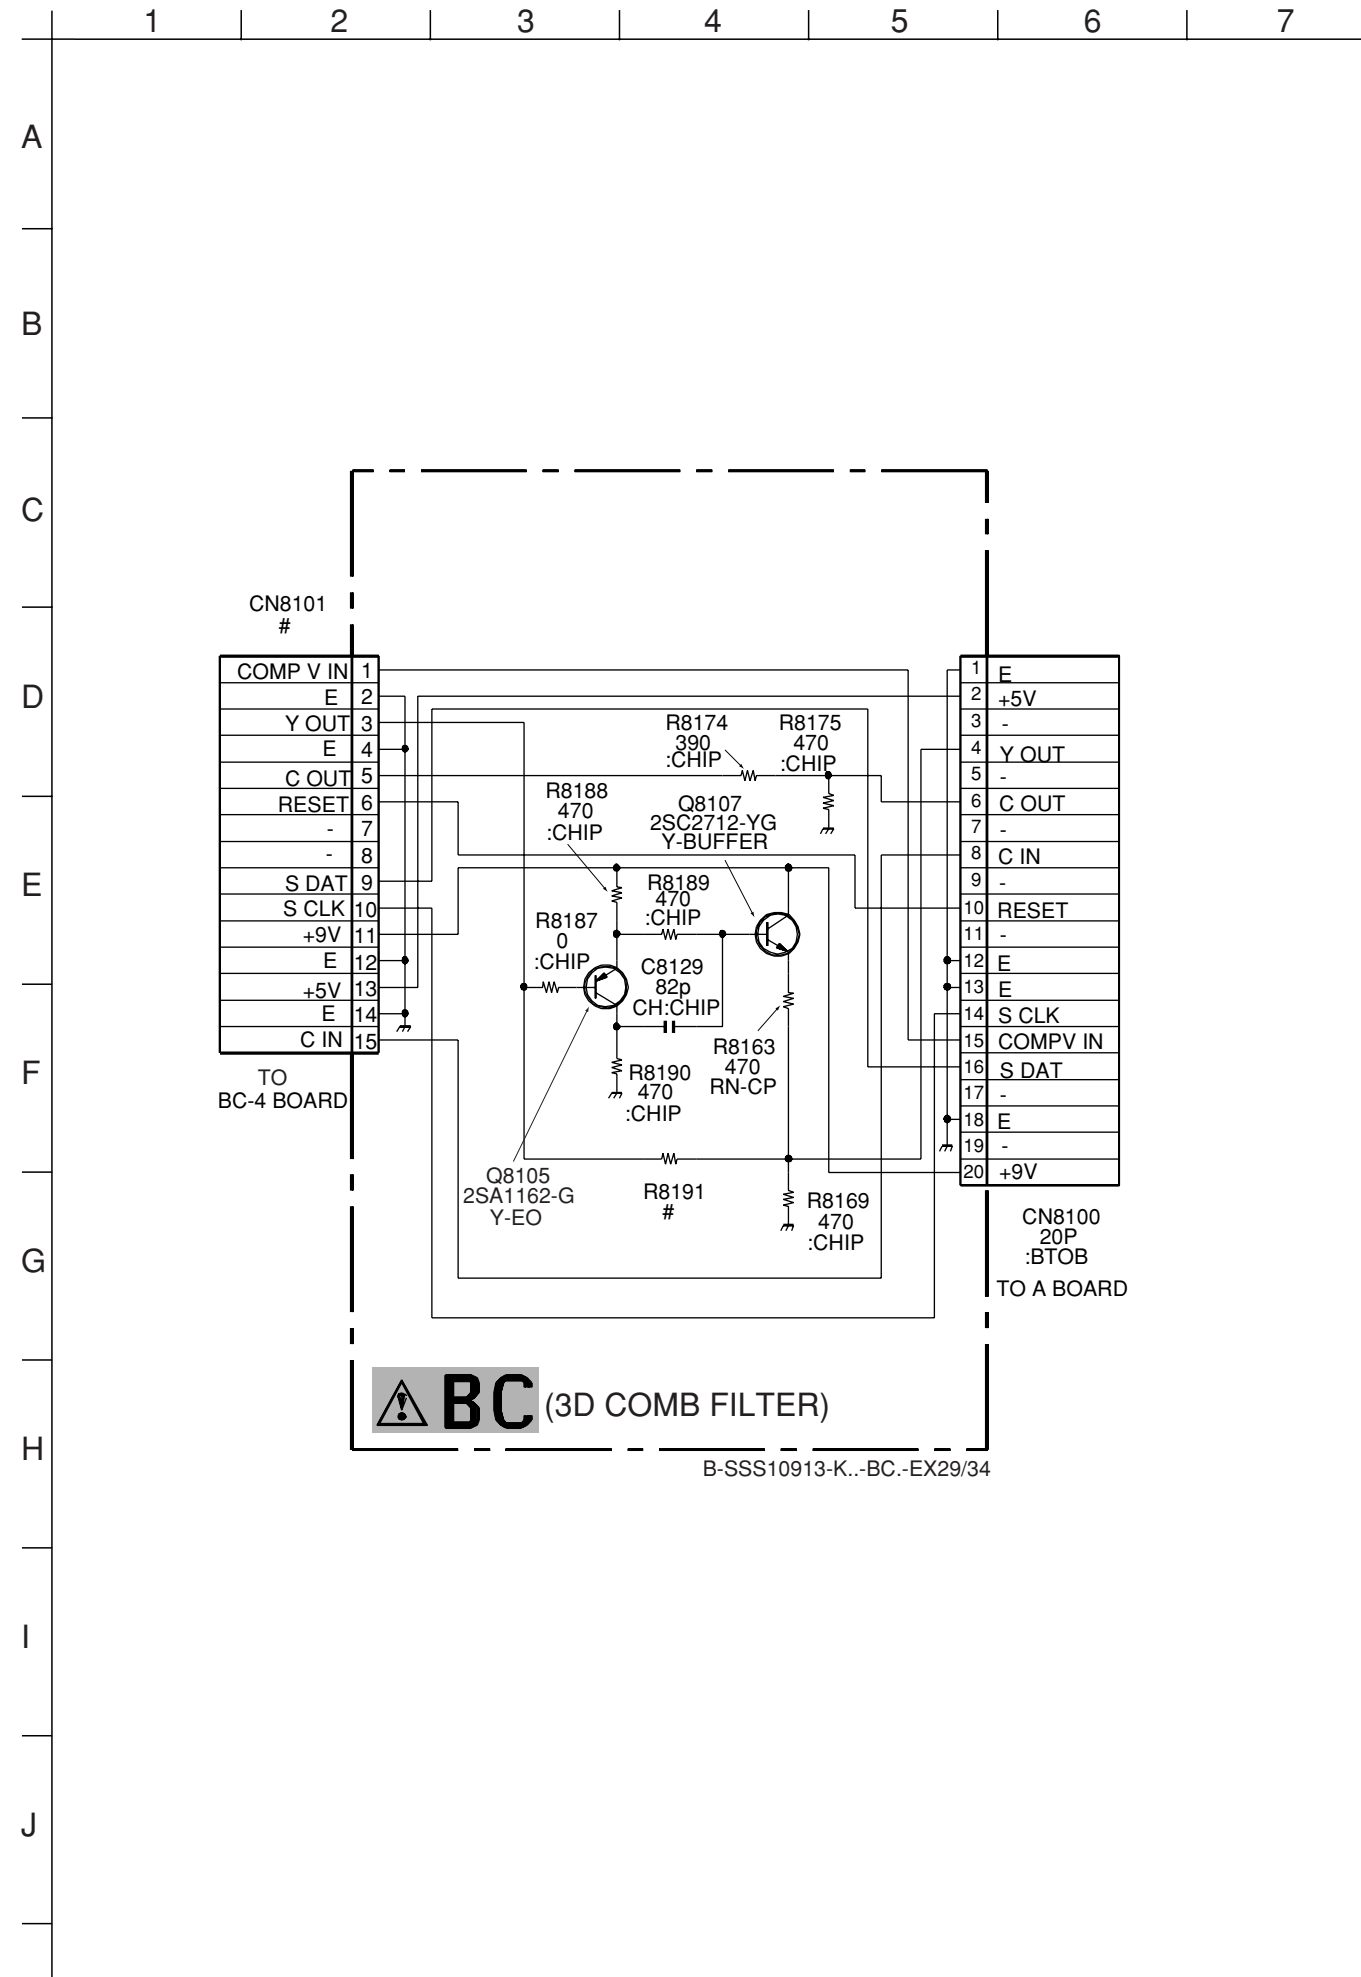 1 2 3 4 5 6 7
A
B
C
D
E
F
G
H
I
J
CN8101
#
COMP V IN 1
E 2
Y OUT 3
E 4
C OUT 5
RESET 6
- 7
- 8
S DAT 9
S CLK 10
+9V 11
E 12
+5V 13
E 14
C IN 15
TO
BC-4 BOARD
R8174
390
:CHIP
R8175
470
:CHIP
R8188
470
:CHIP
Q8107
2SC2712-YG
Y-BUFFER
R8189
470
:CHIP
R8187
0
:CHIP
C8129
82p
CH:CHIP
R8163
470
RN-CP
R8190
470
:CHIP
Q8105
2SA1162-G
Y-EO
R8191
#
R8169
470
:CHIP
1 E
2 +5V
3 -
4 Y OUT
5 -
6 C OUT
7 -
8 C IN
9 -
10 RESET
11 -
12 E
13 E
14 S CLK
15 COMPV IN
16 S DAT
17 -
18 E
19 -
20 +9V
CN8100
20P
:BTOB
TO A BOARD
! BC (3D COMB FILTER)
B-SSS10913-K..-BC.-EX29/34